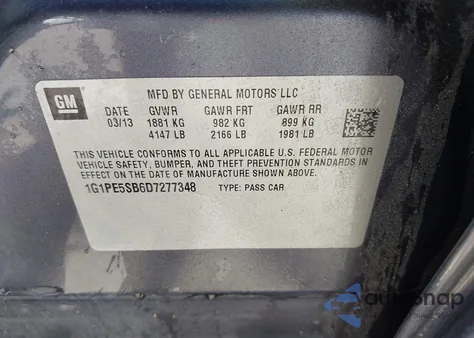 GM
MFD BY GENERAL MOTORS LLC
DATE GVWR GAWR FRT GAWR RR
03/13 1881 KG 982 KG 899 KG
4147 LB 2166 LB 1981 LB
THIS VEHICLE CONFORMS TO ALL APPLICABLE U.S. FEDERAL MOTOR
VEHICLE SAFETY, BUMPER, AND THEFT PREVENTION STANDARDS IN
EFFECT ON THE DATE OF MANUFACTURE SHOWN ABOVE.
1G1PE5SB6D7277348 TYPE: PASS CAR